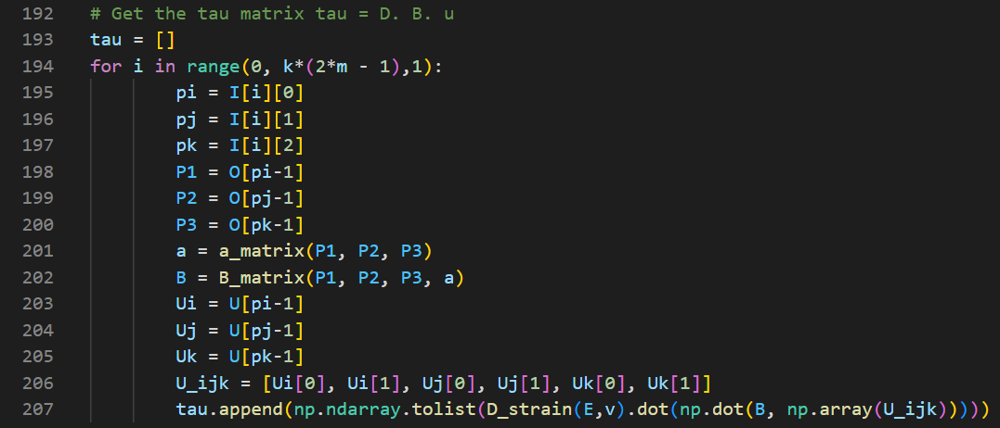 192 # Get the tau matrix tau = D. B. u
193 tau = []
194 for i in range(0, k*(2*m - 1),1):
195 pi = I[i][0]
196 pj = I[i][1]
197 pk = I[i][2]
198 P1 = O[pi-1]
199 P2 = O[pj-1]
200 P3 = O[pk-1]
201 a = a_matrix(P1, P2, P3)
202 B = B_matrix(P1, P2, P3, a)
203 Ui = U[pi-1]
204 Uj = U[pj-1]
205 Uk = U[pk-1]
206 U_ijk = [Ui[0], Ui[1], Uj[0], Uj[1], Uk[0], Uk[1]]
207 tau.append(np.ndarray.tolist(D_strain(E,v).dot(np.dot(B, np.array(U_ijk)))))